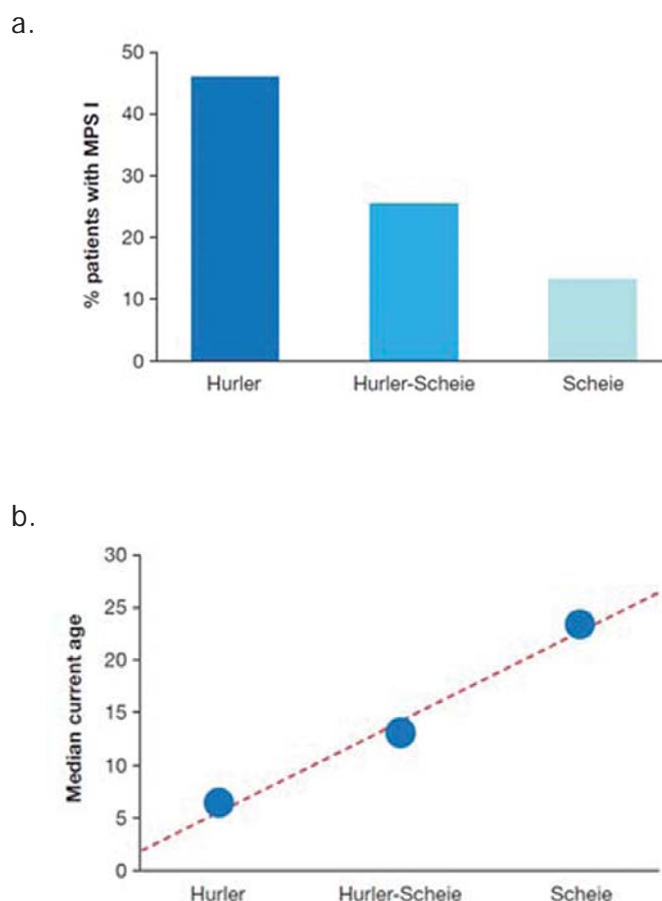 a.
50
40
30
20
10
0
% patients with MPS I
Hurler
Hurler-Scheie
Scheie
b.
30
25
20
15
10
5
0
Median current age
Hurler
Hurler-Scheie
Scheie